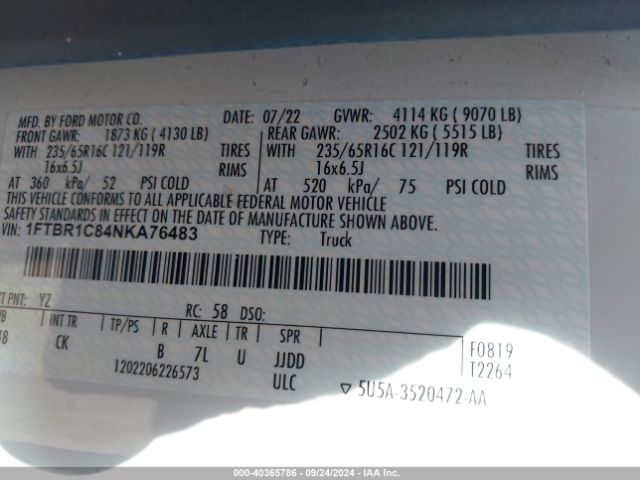 MFD. BY FORD MOTOR CO. DATE: 07/22 GVWR: 4114 KG ( 9070 LB)
FRONT GAWR: 1873 KG ( 4130 LB) REAR GAWR: 2502 KG ( 5515 LB)
WITH 235/65R16C 121/119R TIRES WITH 235/65R16C 121/119R TIRES
16x6.5J RIMS 16x6.5J RIMS
AT 360 kPa/ 52 PSI COLD AT 520 kPa/ 75 PSI COLD
THIS VEHICLE CONFORMS TO ALL APPLICABLE FEDERAL MOTOR VEHICLE
SAFETY STANDARDS IN EFFECT ON THE DATE OF MANUFACTURE SHOWN ABOVE.
VIN: 1FTBR1C84NKA76483 TYPE: Truck
PNT: YZ RC: 58 DSO:
INT TR TP/PS R AXLE TR SPR
CK B 7L U JJDD
1202206226573 ULC
F0819
T2264
▽ 5U5A-3520472-AA
000-40365786 - 09/24/2024 - IAA Inc.